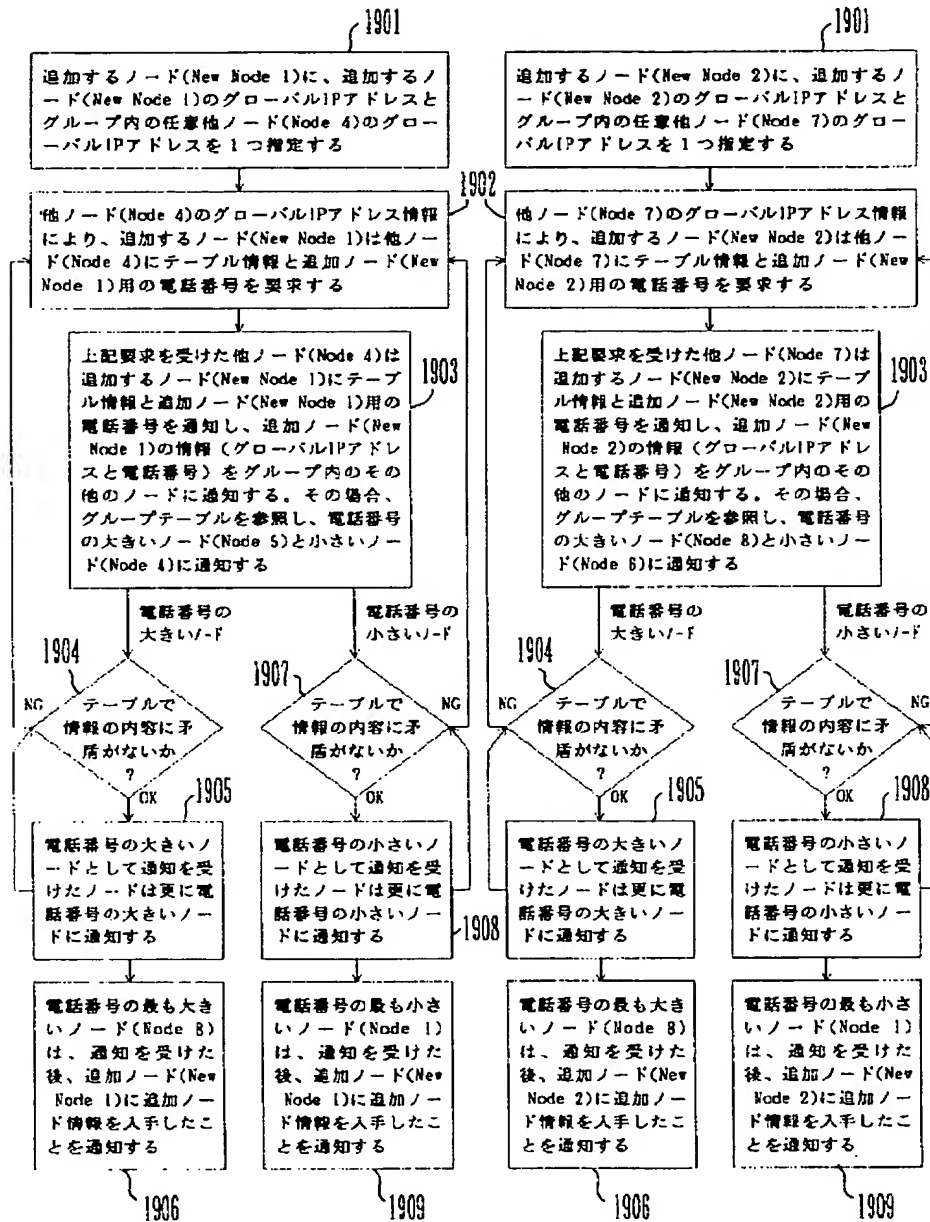 1901
追加するノード(New Node 1)に、追加するノ
ード(New Node 1)のグローバルIPアドレスと
グループ内の任意他ノード(Node 4)のグロー
バルIPアドレスを1つ指定する
1902
他ノード(Node 4)のグローバルIPアドレス情報
により、追加するノード(New Node 1)は他ノー
ド(Node 4)にテーブル情報と追加ノード(New
Node 1)用の電話番号を要求する
上記要求を受けた他ノード(Node 4)は
追加するノード(New Node 1)にテーブ
ル情報と追加ノード(New Node 1)用の
電話番号を通知し、追加ノード(New
Node 1)の情報(グローバルIPアドレ
スと電話番号)をグループ内のその
他のノードに通知する。その場合、
グループテーブルを参照し、電話番号
の大きいノード(Node 5)と小さいノード
(Node 4)に通知する
1903
電話番号の
大きいノード
電話番号の
小さいノード
1904
NG
テーブルで
情報の内容に矛
盾がないか
?
OK
1907
NG
テーブルで
情報の内容に矛
盾がないか
?
OK
1905
電話番号の大きいノ
ードとして通知を受
けたノードは更に電
話番号の大きいノード
に通知する
電話番号の小さいノ
ードとして通知を受
けたノードは更に電
話番号の小さいノー
ドに通知する
1908
電話番号の最も大き
いノード(Node 8)
は、通知を受けた
後、追加ノード(New
Node 1)に追加ノード
情報を入手したこと
を通知する
1906
電話番号の最も小さ
いノード(Node 1)
は、通知を受けた
後、追加ノード(New
Node 1)に追加ノード
情報を入手したこと
を通知する
1909
1901
追加するノード(New Node 2)に、追加するノ
ード(New Node 2)のグローバルIPアドレスと
グループ内の任意他ノード(Node 7)のグロー
バルIPアドレスを1つ指定する
他ノード(Node 7)のグローバルIPアドレス情報
により、追加するノード(New Node 2)は他ノー
ド(Node 7)にテーブル情報と追加ノード(New
Node 2)用の電話番号を要求する
上記要求を受けた他ノード(Node 7)は
追加するノード(New Node 2)にテーブ
ル情報と追加ノード(New Node 2)用の
電話番号を通知し、追加ノード(New
Node 2)の情報(グローバルIPアドレ
スと電話番号)をグループ内のその
他のノードに通知する。その場合、
グループテーブルを参照し、電話番号
の大きいノード(Node 8)と小さいノー
ド(Node 6)に通知する
1903
電話番号の
大きいノード
電話番号の
小さいノード
1904
NG
テーブルで
情報の内容に矛
盾がないか
?
OK
1907
NG
テーブルで
情報の内容に矛
盾がないか
?
OK
1905
電話番号の大きいノ
ードとして通知を受
けたノードは更に電
話番号の大きいノー
ドに通知する
1908
電話番号の小さいノ
ードとして通知を受
けたノードは更に電
話番号の小さいノー
ドに通知する
電話番号の最も大き
いノード(Node 8)
は、通知を受けた
後、追加ノード(New
Node 2)に追加ノード
情報を入手したこと
を通知する
1906
電話番号の最も小さ
いノード(Node 1)
は、通知を受けた
後、追加ノード(New
Node 2)に追加ノード
情報を入手したこと
を通知する
1909